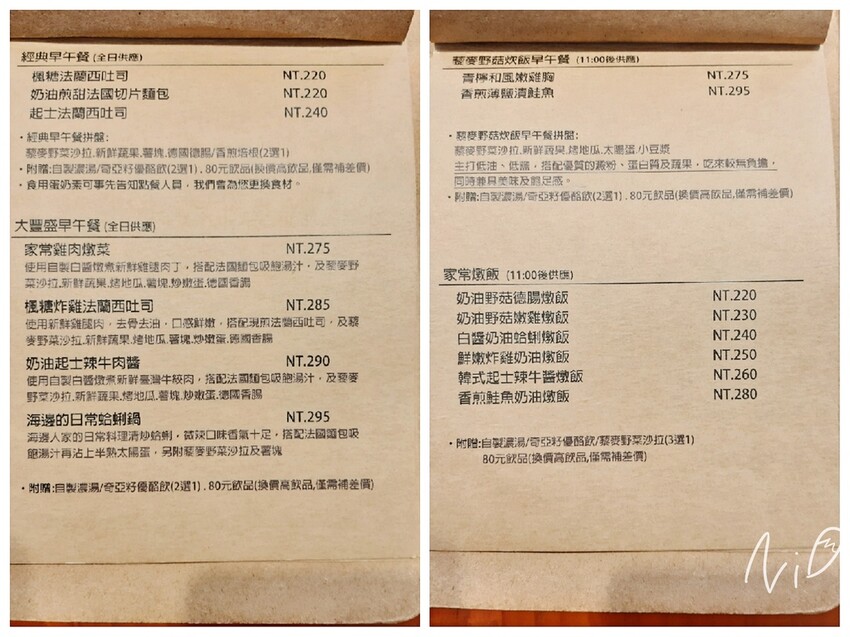 經典早午餐 (全日供應)
楓糖法蘭西吐司 NT.220
奶油煎甜法國切片麵包 NT.220
起士法蘭西吐司 NT.240
・經典早午餐拼盤:
藜麥野菜沙拉.新鮮蔬果.薯塊.德國德腸/香煎培根(2選1)
・附贈:自製濃湯/奇亞籽優酪飲(2選1) . 80元飲品(換價高飲品,僅需補差價)
・食用蛋奶素可事先告知點餐人員，我們會為您更換食材。
大豐盛早午餐 (全日供應)
家常雞肉燉菜 NT.275
使用自製白醬燉煮新鮮雞腿肉丁，搭配法國麵包吸飽湯汁，及藜麥野
菜沙拉.新鮮蔬果.烤地瓜.薯塊.炒嫩蛋.德國香腸
楓糖炸雞法蘭西吐司 NT.285
使用新鮮雞腿肉，去骨去油，口感鮮嫩，搭配現煎法蘭西吐司，及藜
麥野菜沙拉.新鮮蔬果.烤地瓜.薯塊.炒嫩蛋.德國香腸
奶油起士辣牛肉醬 NT.290
使用自製白醬燉煮新鮮臺灣牛絞肉，搭配法國麵包吸飽湯汁，及藜麥
野菜沙拉.新鮮蔬果.烤地瓜.薯塊.炒嫩蛋.德國香腸
海邊的日常蛤蜊鍋 NT.295
海邊人家的日常料理清炒蛤蜊，微辣口味香氣十足，搭配法國麵包吸
飽湯汁再沾上半熟太陽蛋，另附藜麥野菜沙拉及薯塊
・附贈:自製濃湯/奇亞籽優酪飲(2選1) . 80元飲品(換價高飲品,僅需補差價)
藜麥野菇炊飯早午餐 (11:00後供應)
青檸和風嫩雞胸 NT.275
香煎薄鹽漬鮭魚 NT.295
・藜麥野菇炊飯早午餐拼盤:
藜麥野菜沙拉.新鮮蔬果.烤地瓜.太陽蛋.小豆漿
主打低油、低醣，搭配優質的澱粉、蛋白質及蔬果，吃來較無負擔，
同時兼具美味及飽足感。
・附贈:自製濃湯/奇亞籽優酪飲(2選1) . 80元飲品(換價高飲品,僅需補差價)
家常燉飯 (11:00後供應)
奶油野菇德腸燉飯 NT.220
奶油野菇嫩雞燉飯 NT.230
白醬奶油蛤蜊燉飯 NT.240
鮮嫩炸雞奶油燉飯 NT.250
韓式起士辣牛醬燉飯 NT.260
香煎鮭魚奶油燉飯 NT.280
・附贈:自製濃湯/奇亞籽優酪飲/藜麥野菜沙拉(3選1)
80元飲品(換價高飲品,僅需補差價)